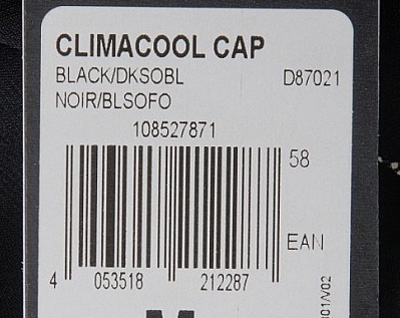 CLIMACOOL CAP
BLACK/DKSOBL D87021
NOIR/BLSOFO
108527871
58
EAN
4 053518 212287
M